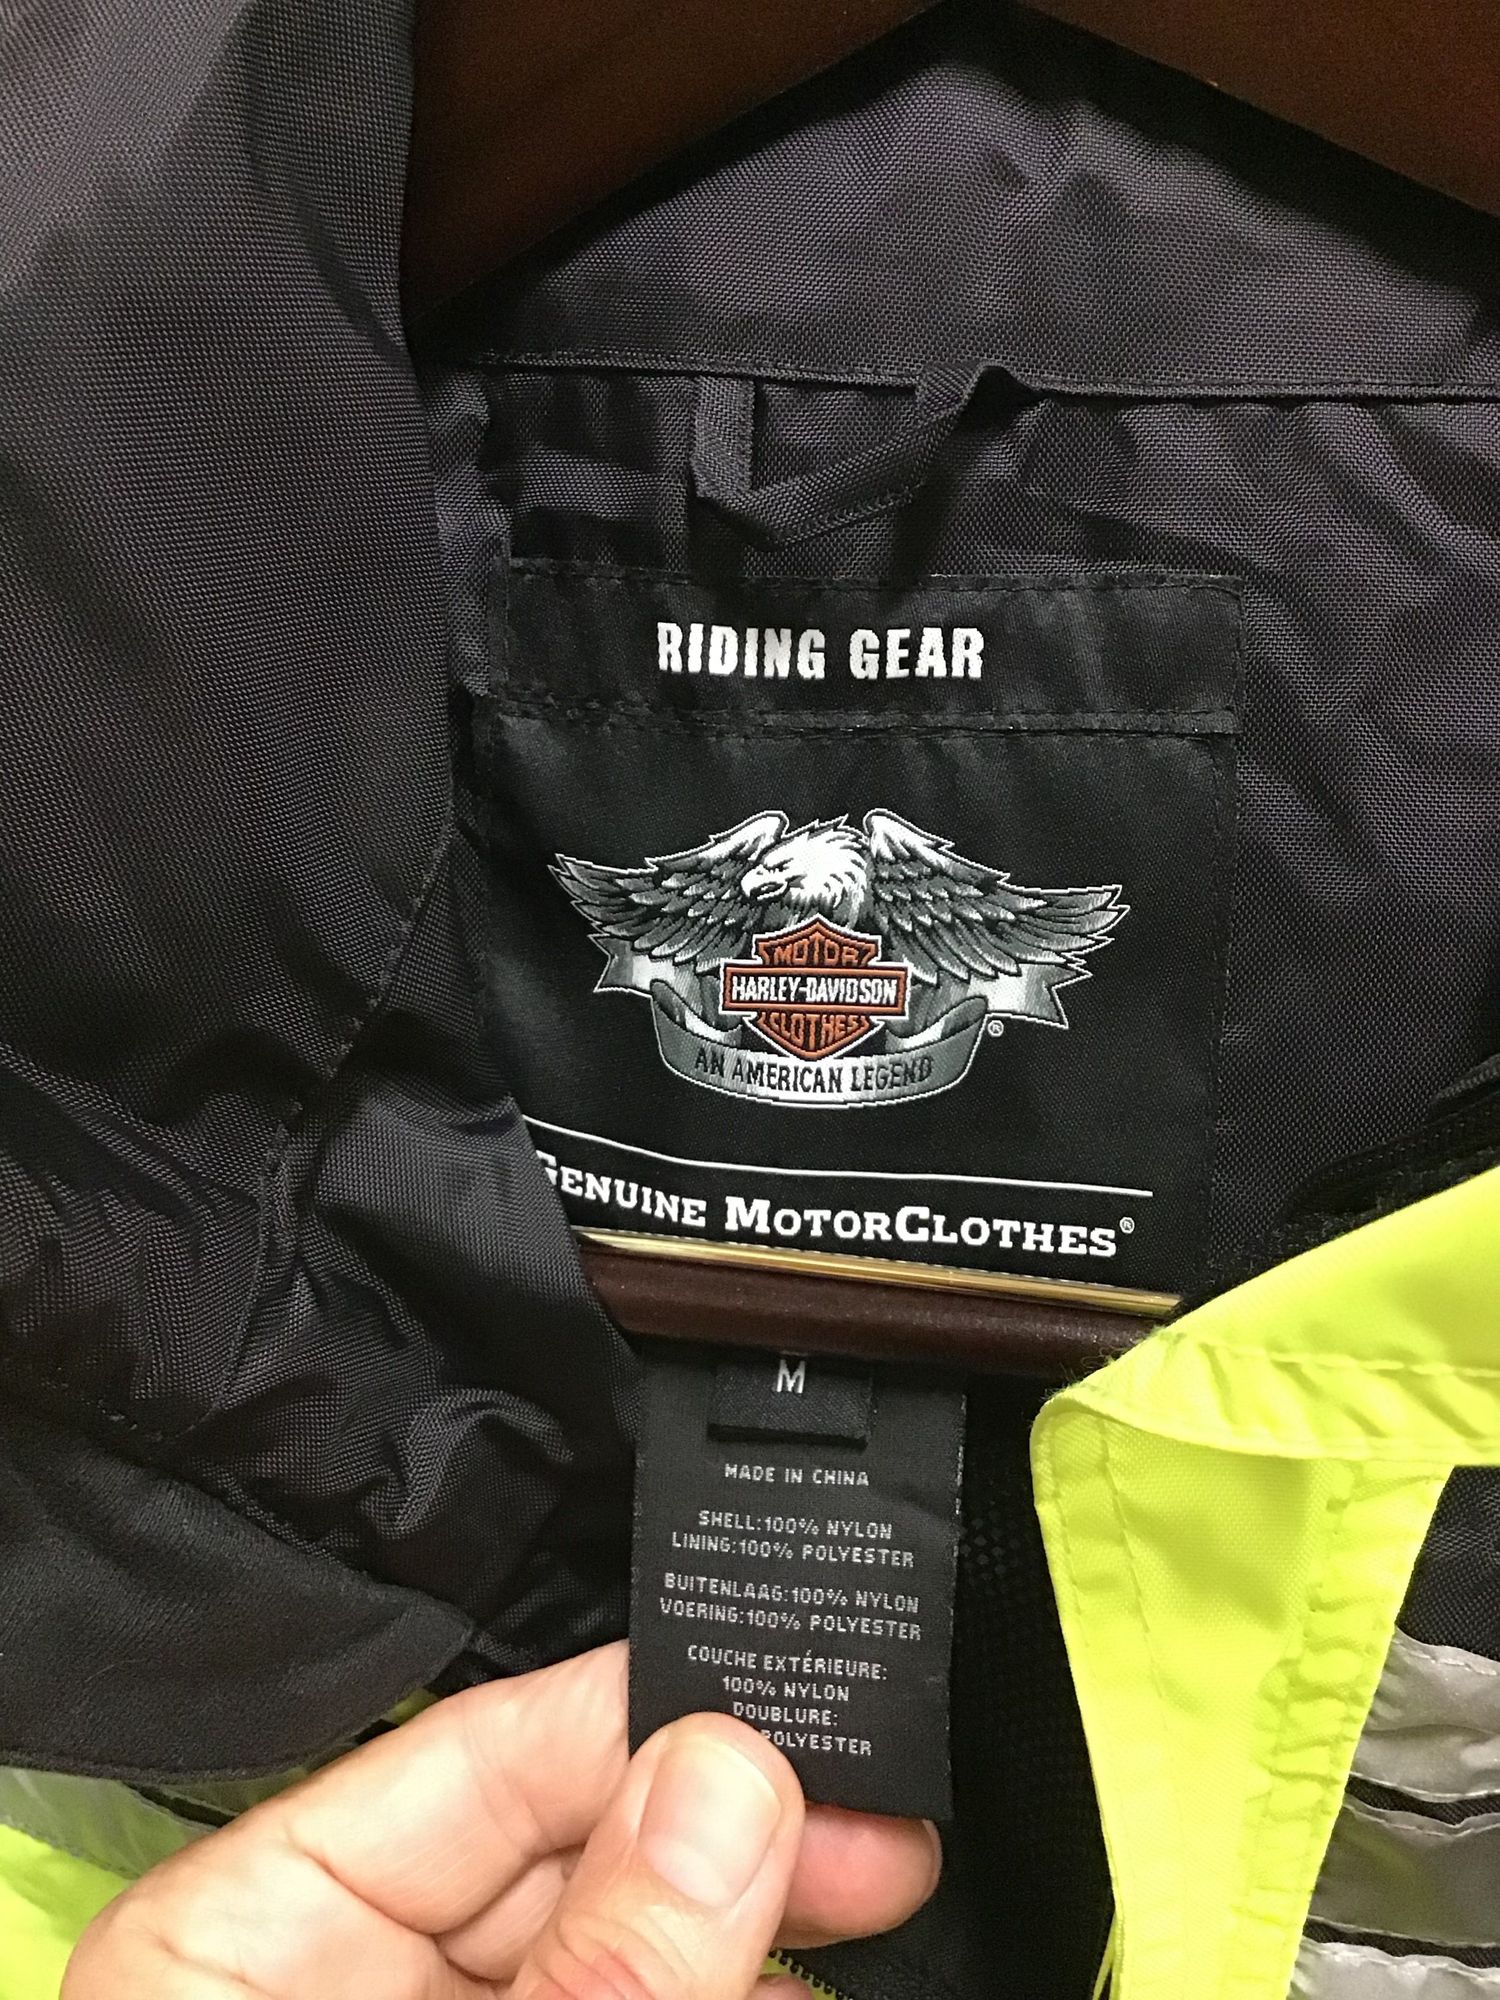 RIDING GEAR
MOTOR
HARLEY-DAVIDSON
CLOTHES
®
AN AMERICAN LEGEND
GENUINE MOTORCLOTHES®
M
MADE IN CHINA
SHELL:100% NYLON
LINING:100% POLYESTER
BUITENLAAG:100% NYLON
VOERING:100% POLYESTER
COUCHE EXTÉRIEURE:
100% NYLON
DOUBLURE:
POLYESTER